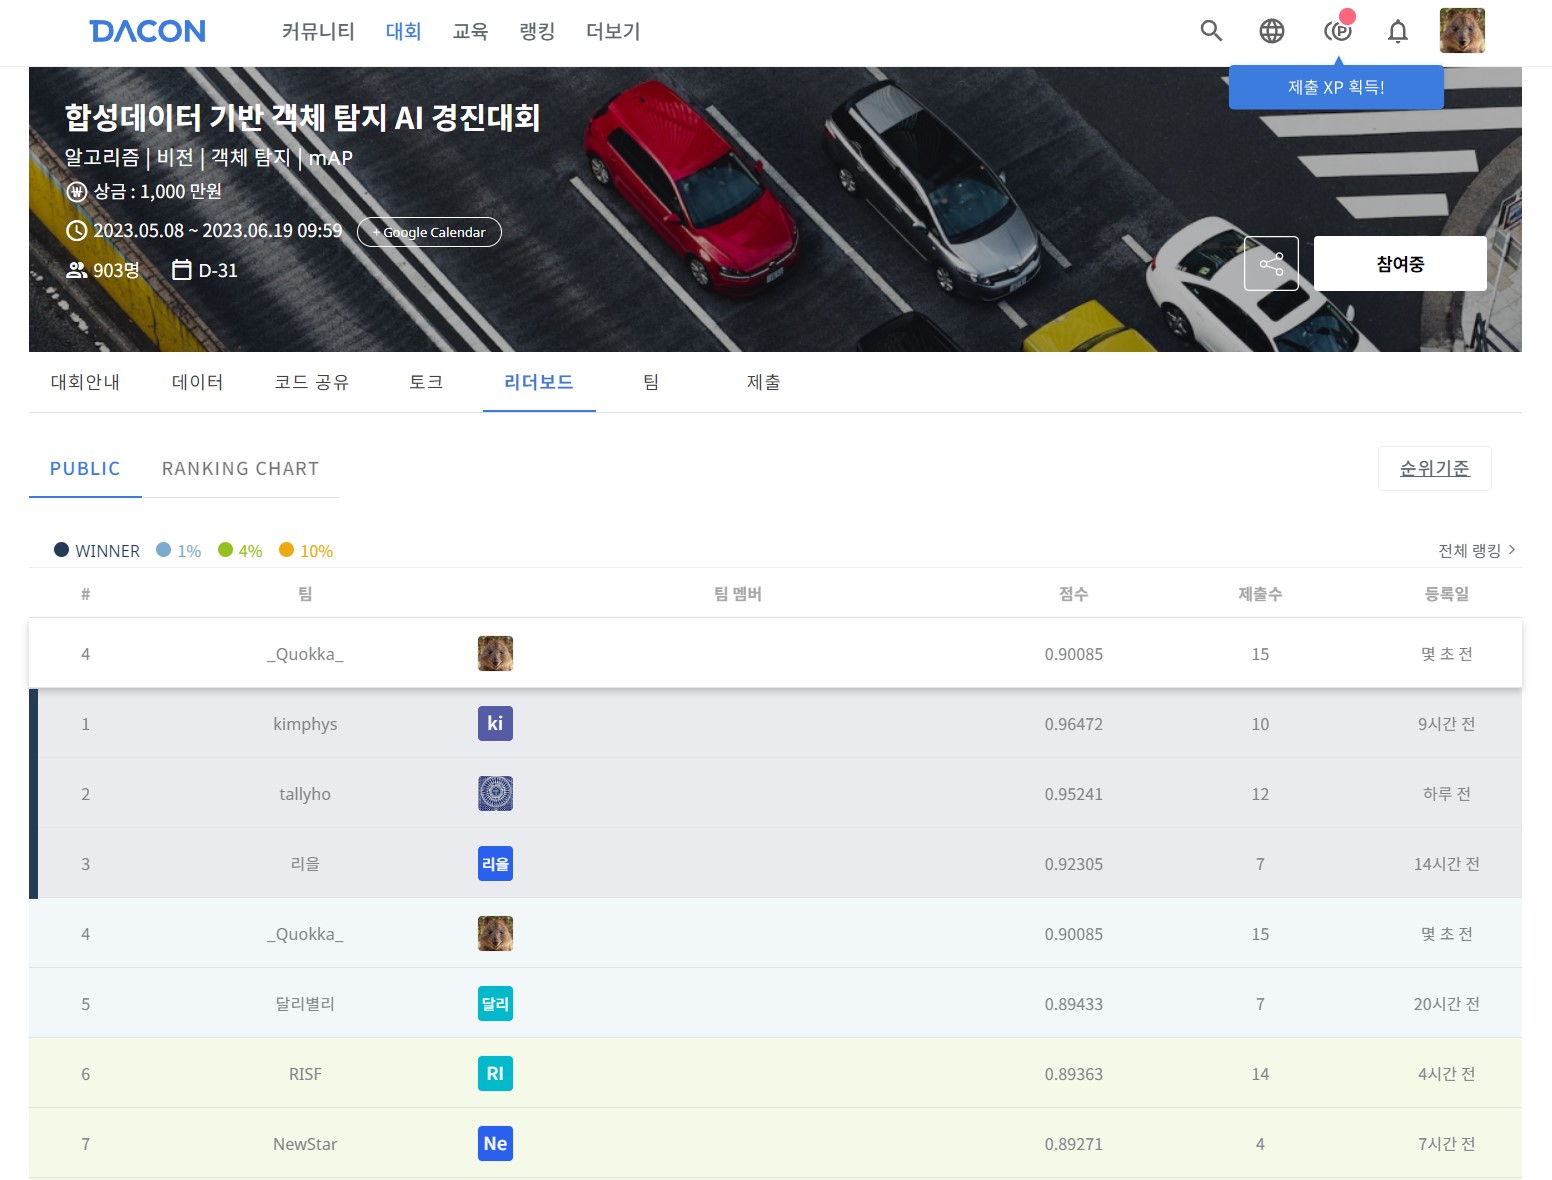 DACON 커뮤니티 대회 교육 랭킹 더보기
제출 XP 획득!
합성데이터 기반 객체 탐지 AI 경진대회
알고리즘 | 비전 | 객체 탐지 | mAP
상금 : 1,000 만원
2023.05.08 ~ 2023.06.19 09:59 + Google Calendar
903명 D-31
참여중
대회안내 데이터 코드 공유 토크 리더보드 팀 제출
PUBLIC RANKING CHART 순위기준
WINNER 1% 4% 10% 전체 랭킹
# 팀 팀 멤버 점수 제출수 등록일
4 _Quokka_ 0.90085 15 몇 초 전
1 kimphys ki 0.96472 10 9시간 전
2 tallyho 0.95241 12 하루 전
3 리을 리을 0.92305 7 14시간 전
4 _Quokka_ 0.90085 15 몇 초 전
5 달리별리 달리 0.89433 7 20시간 전
6 RISF RI 0.89363 14 4시간 전
7 NewStar Ne 0.89271 4 7시간 전